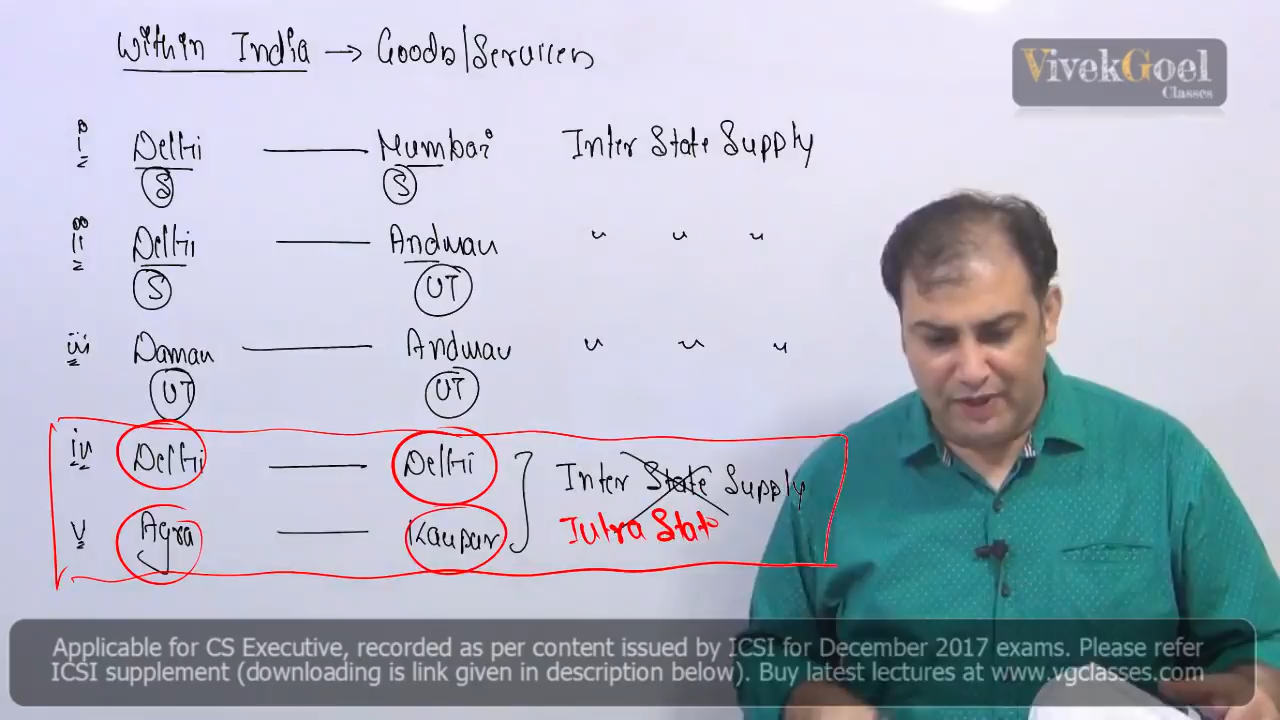 Within India → Goods/Services
VivekGoel
Classes
i Delhi — Mumbai Inter State Supply
S S
ii Delhi — Andman " " "
S UT
iii Daman — Andman " " "
UT UT
iv Delhi — Delhi Inter State Supply
v Agra — Kanpur Intra State
Applicable for CS Executive, recorded as per content issued by ICSI for December 2017 exams. Please refer
ICSI supplement (downloading is link given in description below). Buy latest lectures at www.vgclasses.com